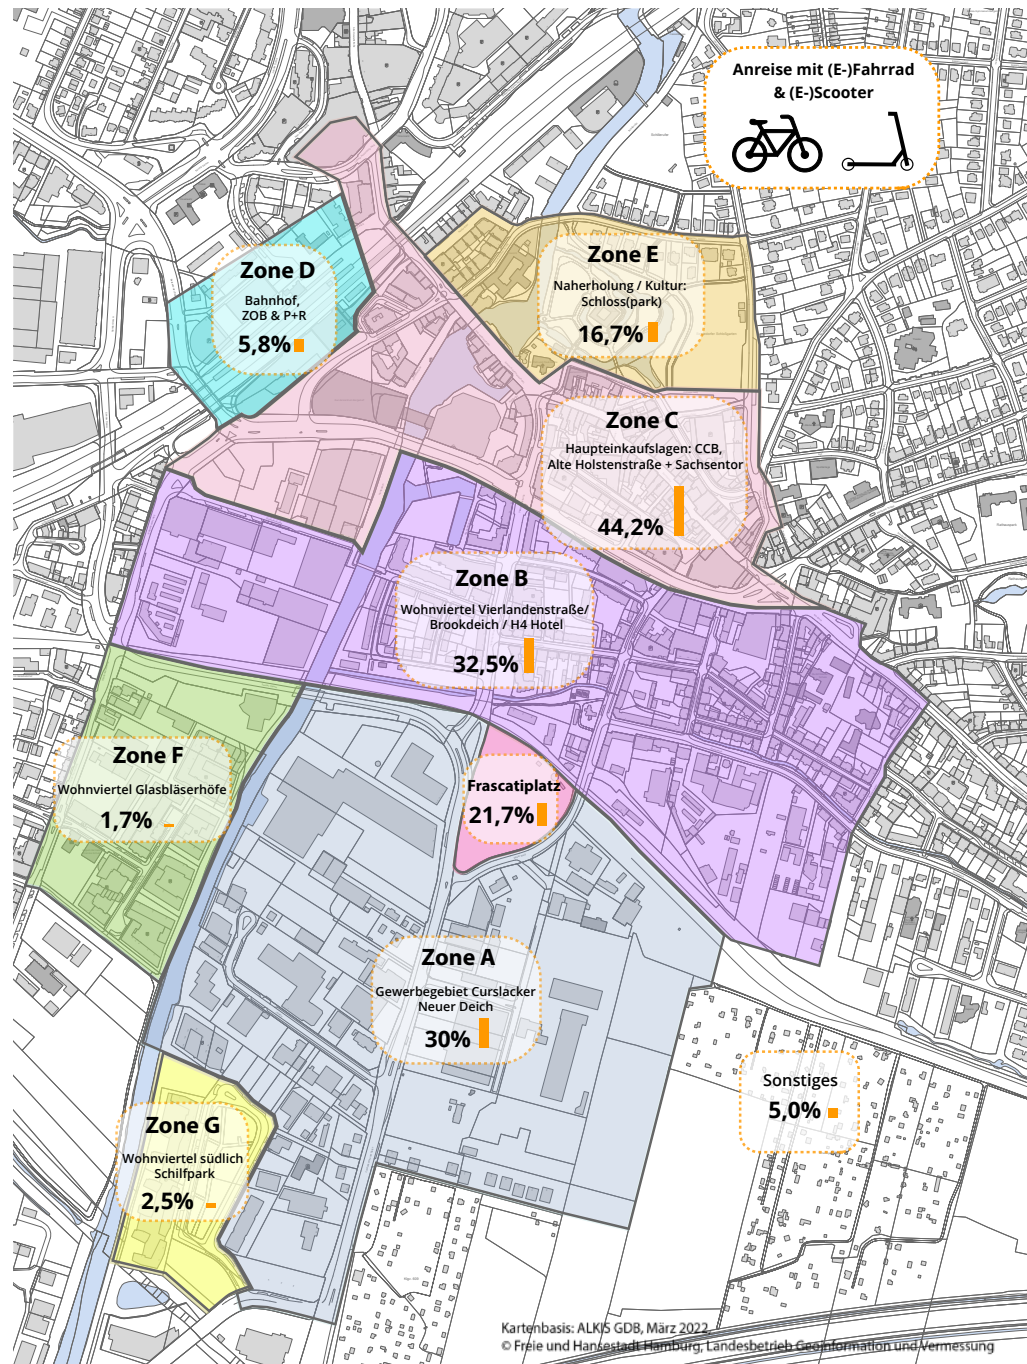 Anreise mit (E-)Fahrrad
& (E-)Scooter
Zone D
Bahnhof,
ZOB & P+R
5,8%
Zone E
Naherholung / Kultur:
Schloss(park)
16,7%
Zone C
Haupteinkaufslagen: CCB,
Alte Holstenstraße + Sachsentor
44,2%
Zone B
Wohnviertel Vierlandenstraße/
Brookdeich / H4 Hotel
32,5%
Zone F
Wohnviertel Glasbläserhöfe
1,7%
Frascatiplatz
21,7%
Zone A
Gewerbegebiet Curslacker
Neuer Deich
30%
Sonstiges
5,0%
Zone G
Wohnviertel südlich
Schilfpark
2,5%
Kartenbasis: ALKIS GDB, März 2022,
© Freie und Hansestadt Hamburg, Landesbetrieb Geoinformation und Vermessung